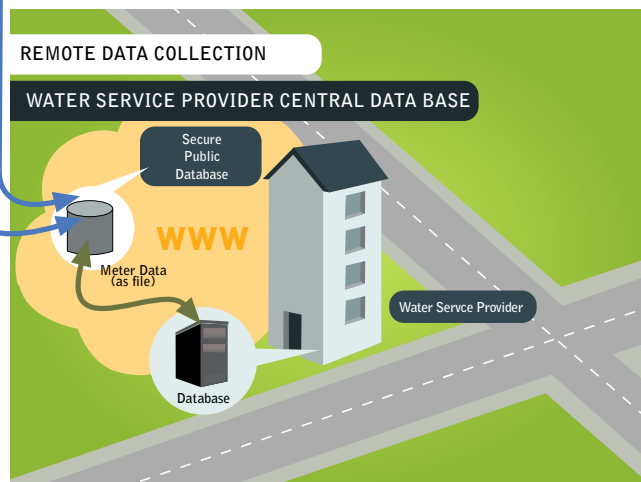 REMOTE DATA COLLECTION
WATER SERVICE PROVIDER CENTRAL DATA BASE
Secure
Public
Database
www
Meter Data
(as file)
Water Servce Provider
Database